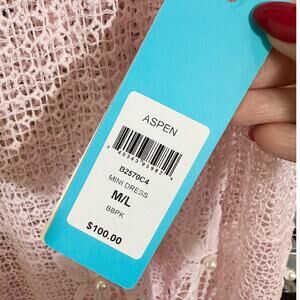 ASPEN
B2570C4
MINI DRESS
M/L
BBPK
$100.00